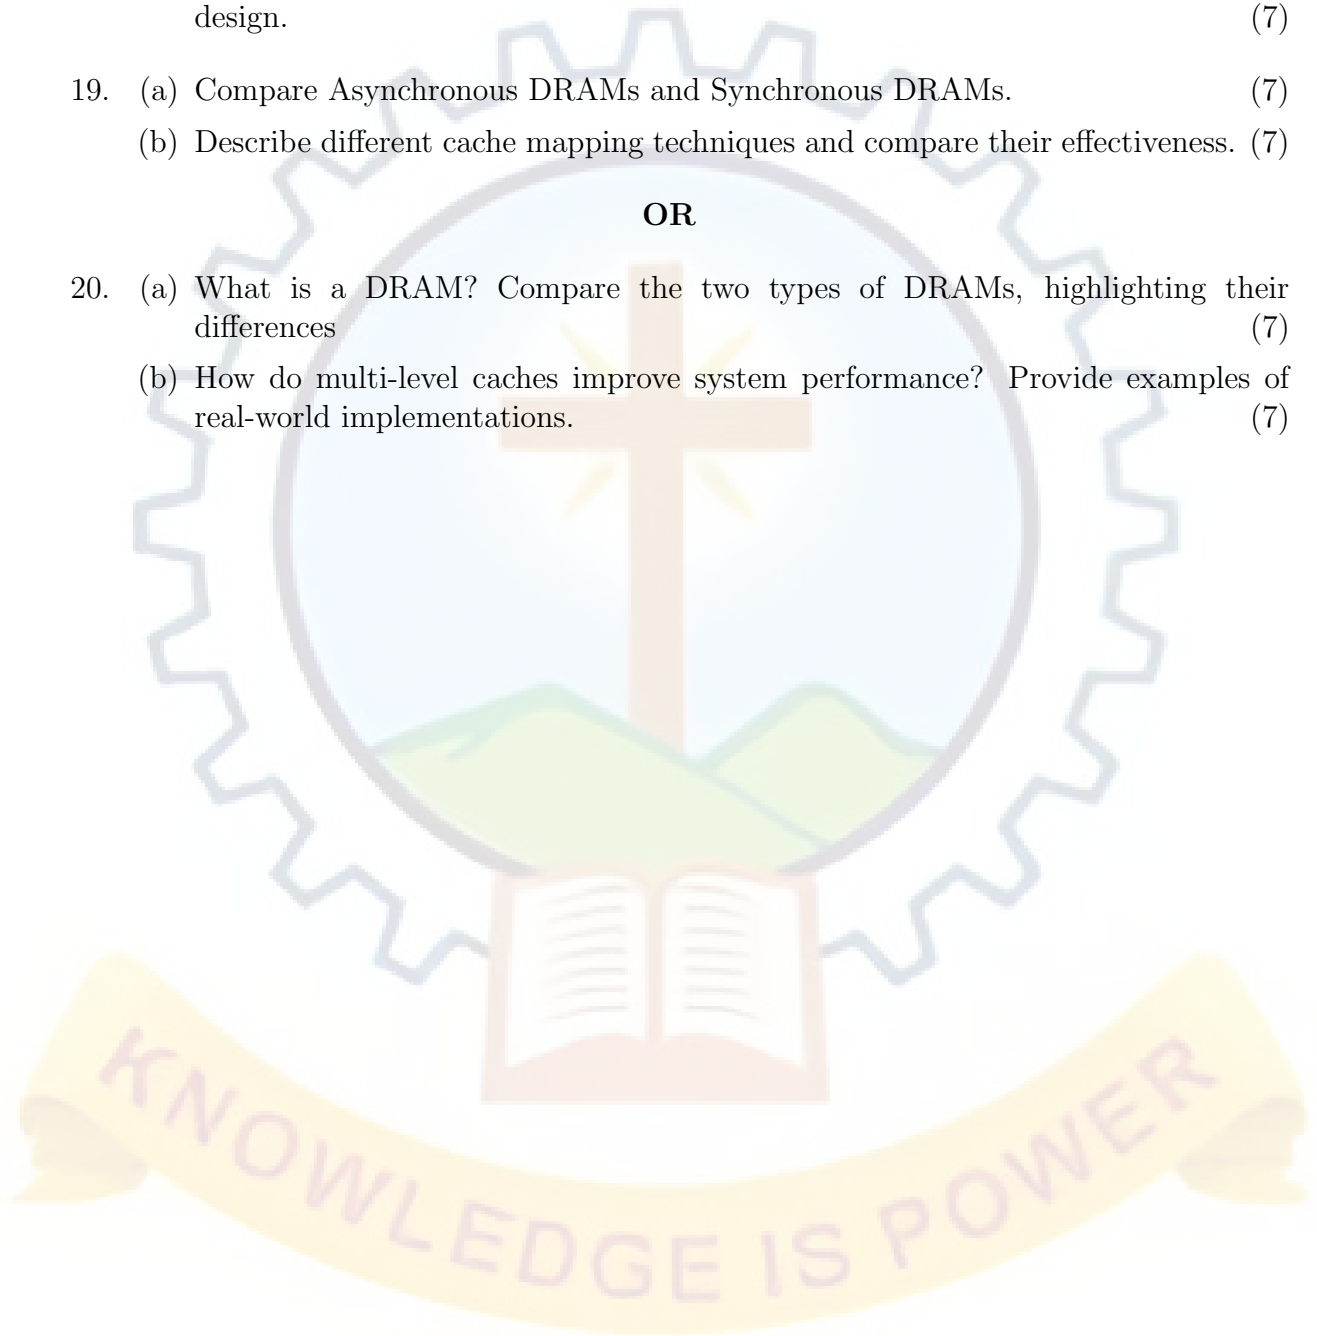 design. (7)
19. (a) Compare Asynchronous DRAMs and Synchronous DRAMs. (7)
(b) Describe different cache mapping techniques and compare their effectiveness. (7)
OR
20. (a) What is a DRAM? Compare the two types of DRAMs, highlighting their
differences (7)
(b) How do multi-level caches improve system performance? Provide examples of
real-world implementations. (7)
KNOWLEDGE IS POWER